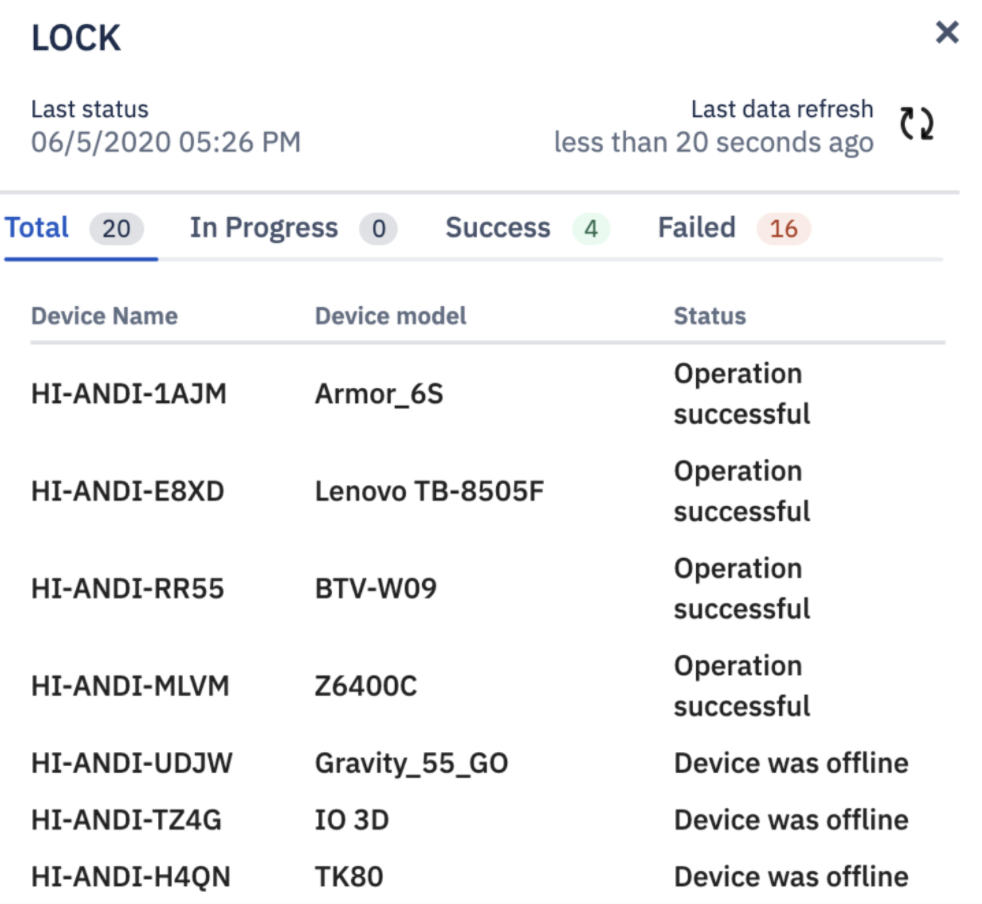 LOCK
Last status
06/5/2020 05:26 PM
Last data refresh
less than 20 seconds ago
Total 20 In Progress 0 Success 4 Failed 16
Device Name Device model Status
HI-ANDI-1AJM Armor_6S Operation
successful
HI-ANDI-E8XD Lenovo TB-8505F Operation
successful
HI-ANDI-RR55 BTV-W09 Operation
successful
HI-ANDI-MLVM Z6400C Operation
successful
HI-ANDI-UDJW Gravity_55_GO Device was offline
HI-ANDI-TZ4G IO 3D Device was offline
HI-ANDI-H4QN TK80 Device was offline